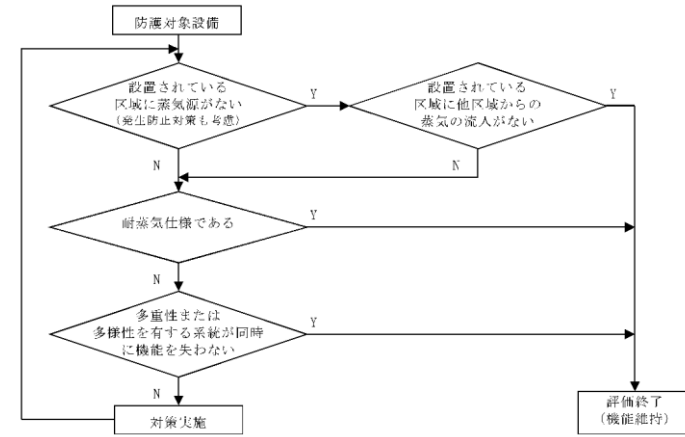 防護対象設備
設置されている
区域に蒸気源がない
(発生防止対策も考慮)
Y
設置されている
区域に他区域からの
蒸気の流入がない
Y
N
N
耐蒸気仕様である
Y
N
多重性または
多様性を有する系統が同時
に機能を失わない
Y
N
対策実施
評価終了
(機能維持)